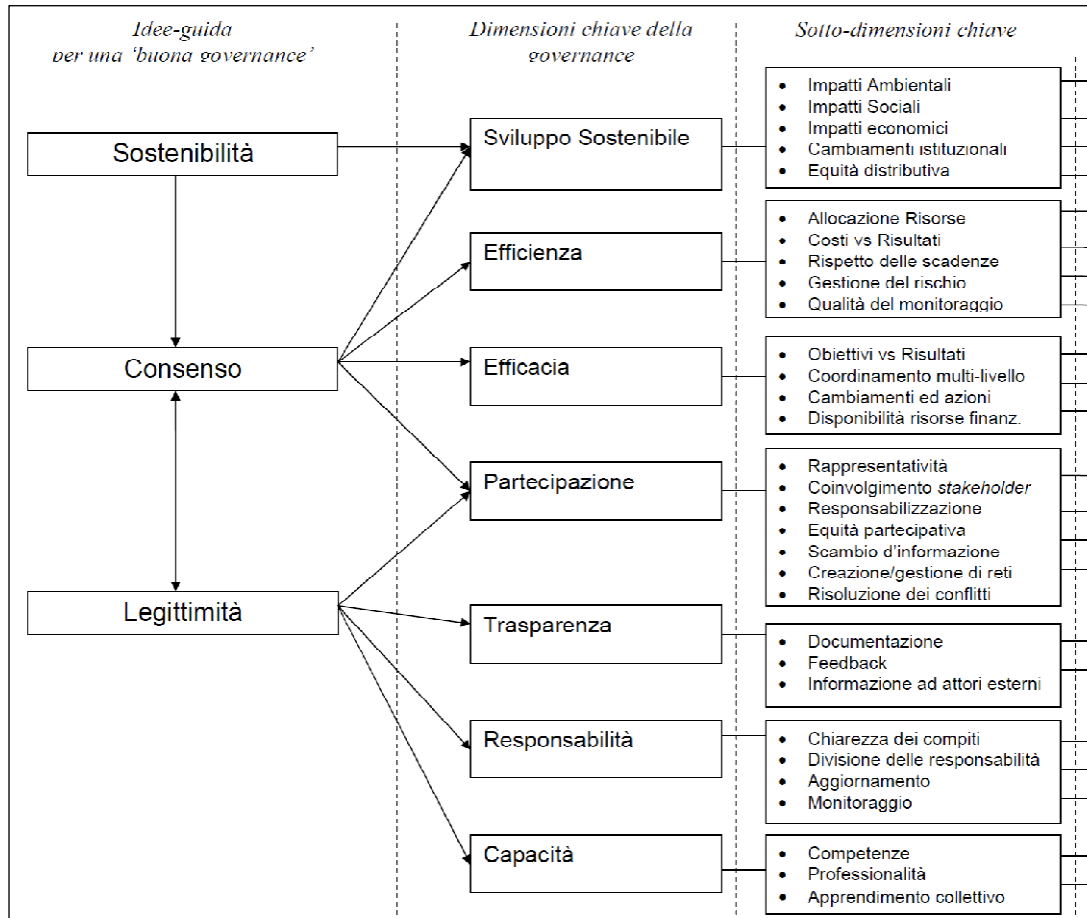 Idee-guida
per una ‘buona governance’
Dimensioni chiave della
governance
Sotto-dimensioni chiave
Sostenibilità
Consenso
Legittimità
Sviluppo Sostenibile
Efficienza
Efficacia
Partecipazione
Trasparenza
Responsabilità
Capacità
• Impatti Ambientali
• Impatti Sociali
• Impatti economici
• Cambiamenti istituzionali
• Equità distributiva
• Allocazione Risorse
• Costi vs Risultati
• Rispetto delle scadenze
• Gestione del rischio
• Qualità del monitoraggio
• Obiettivi vs Risultati
• Coordinamento multi-livello
• Cambiamenti ed azioni
• Disponibilità risorse finanz.
• Rappresentatività
• Coinvolgimento stakeholder
• Responsabilizzazione
• Equità partecipativa
• Scambio d’informazione
• Creazione/gestione di reti
• Risoluzione dei conflitti
• Documentazione
• Feedback
• Informazione ad attori esterni
• Chiarezza dei compiti
• Divisione delle responsabilità
• Aggiornamento
• Monitoraggio
• Competenze
• Professionalità
• Apprendimento collettivo